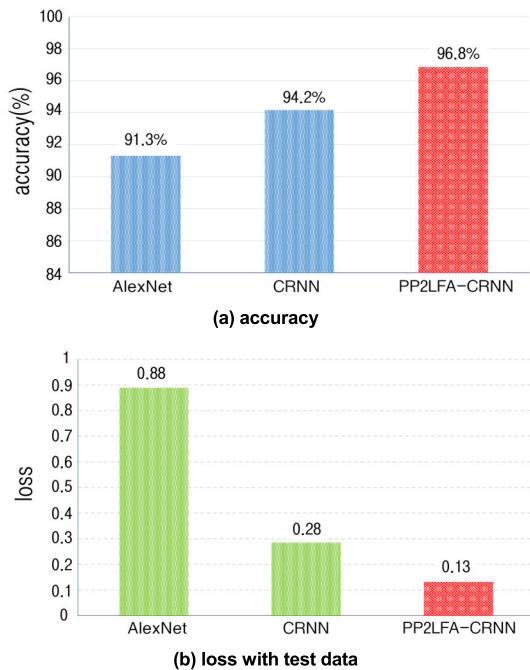 100
98
96
94
92
90
88
86
84
accuracy(%)
91.3%
94.2%
96.8%
AlexNet
CRNN
PP2LFA-CRNN
(a) accuracy
1
0.9
0.8
0.7
0.6
0.5
0.4
0.3
0.2
0.1
0
loss
0.88
0.28
0.13
AlexNet
CRNN
PP2LFA-CRNN
(b) loss with test data